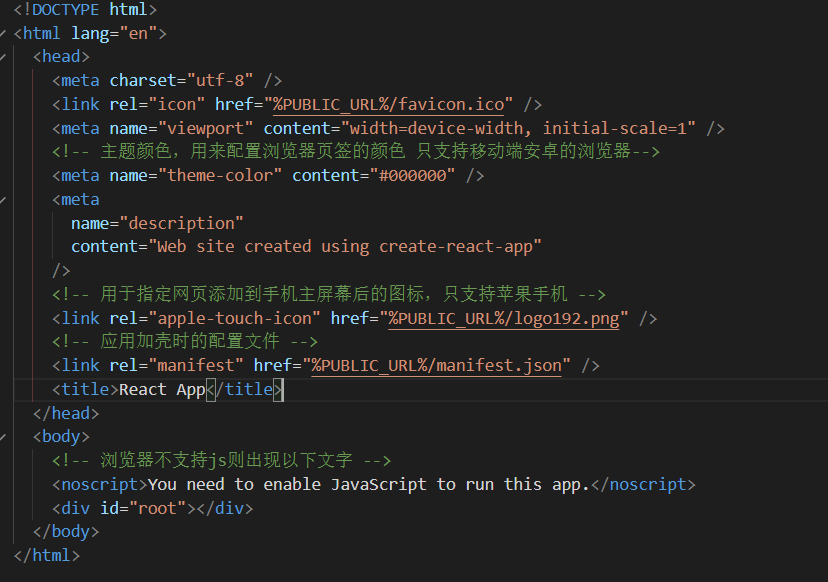 <!DOCTYPE html>
<html lang="en">
<head>
<meta charset="utf-8" />
<link rel="icon" href="%PUBLIC_URL%/favicon.ico" />
<meta name="viewport" content="width=device-width, initial-scale=1" />
<!-- 主题颜色，用来配置浏览器页签的颜色 只支持移动端安卓的浏览器-->
<meta name="theme-color" content="#000000" />
<meta
name="description"
content="Web site created using create-react-app"
/>
<!-- 用于指定网页添加到手机主屏幕后的图标，只支持苹果手机 -->
<link rel="apple-touch-icon" href="%PUBLIC_URL%/logo192.png" />
<!-- 应用加壳时的配置文件 -->
<link rel="manifest" href="%PUBLIC_URL%/manifest.json" />
<title>React App</title>
</head>
<body>
<!-- 浏览器不支持js则出现以下文字 -->
<noscript>You need to enable JavaScript to run this app.</noscript>
<div id="root"></div>
</body>
</html>